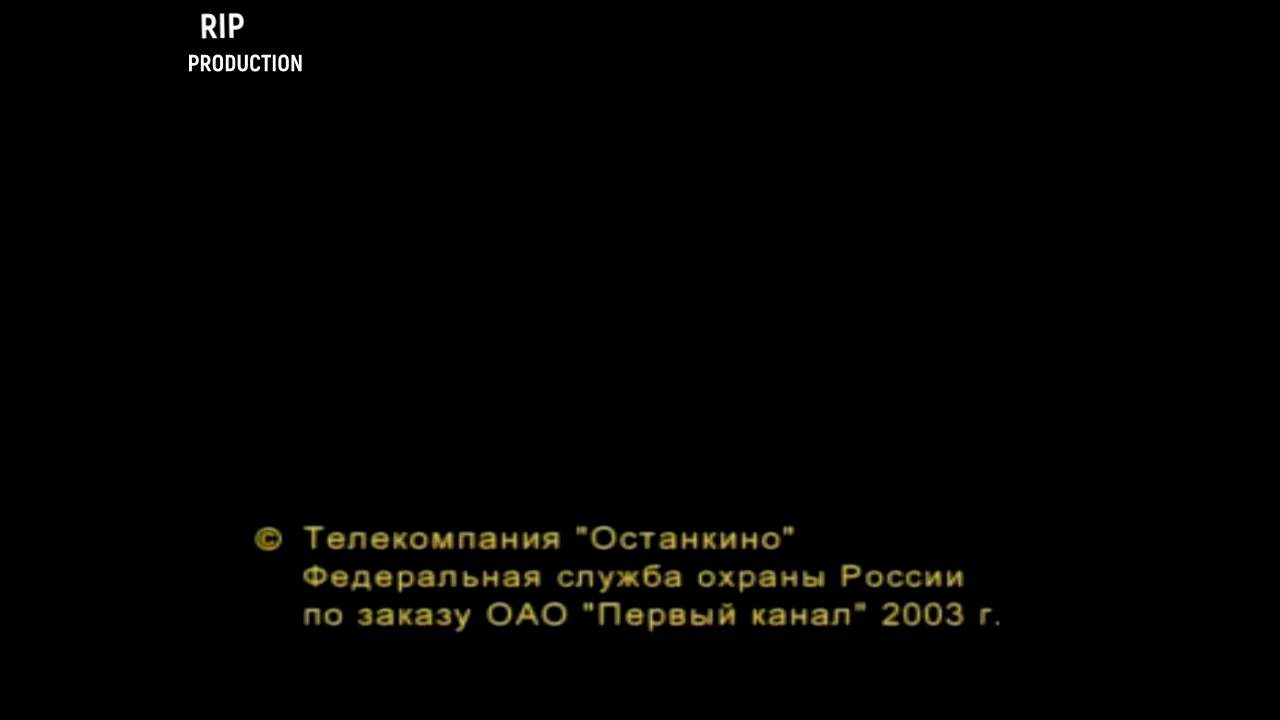 RIP
PRODUCTION
© Телекомпания "Останкино"
Федеральная служба охраны России
по заказу ОАО "Первый канал" 2003 г.